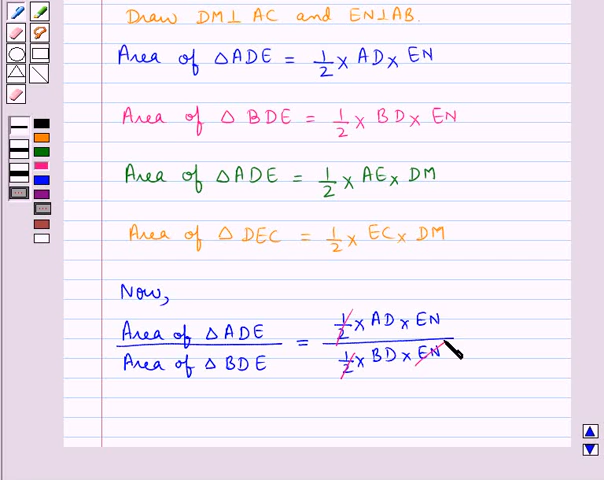 Draw DM⊥AC and EN⊥AB.
Area of △ADE = 1/2 × AD × EN
Area of △ BDE = 1/2 × BD × EN
Area of △ADE = 1/2 × AE × DM
Area of △ DEC = 1/2 × EC × DM
Now,
Area of △ADE / Area of △ BDE = 1/2 × AD × EN / 1/2 × BD × EN